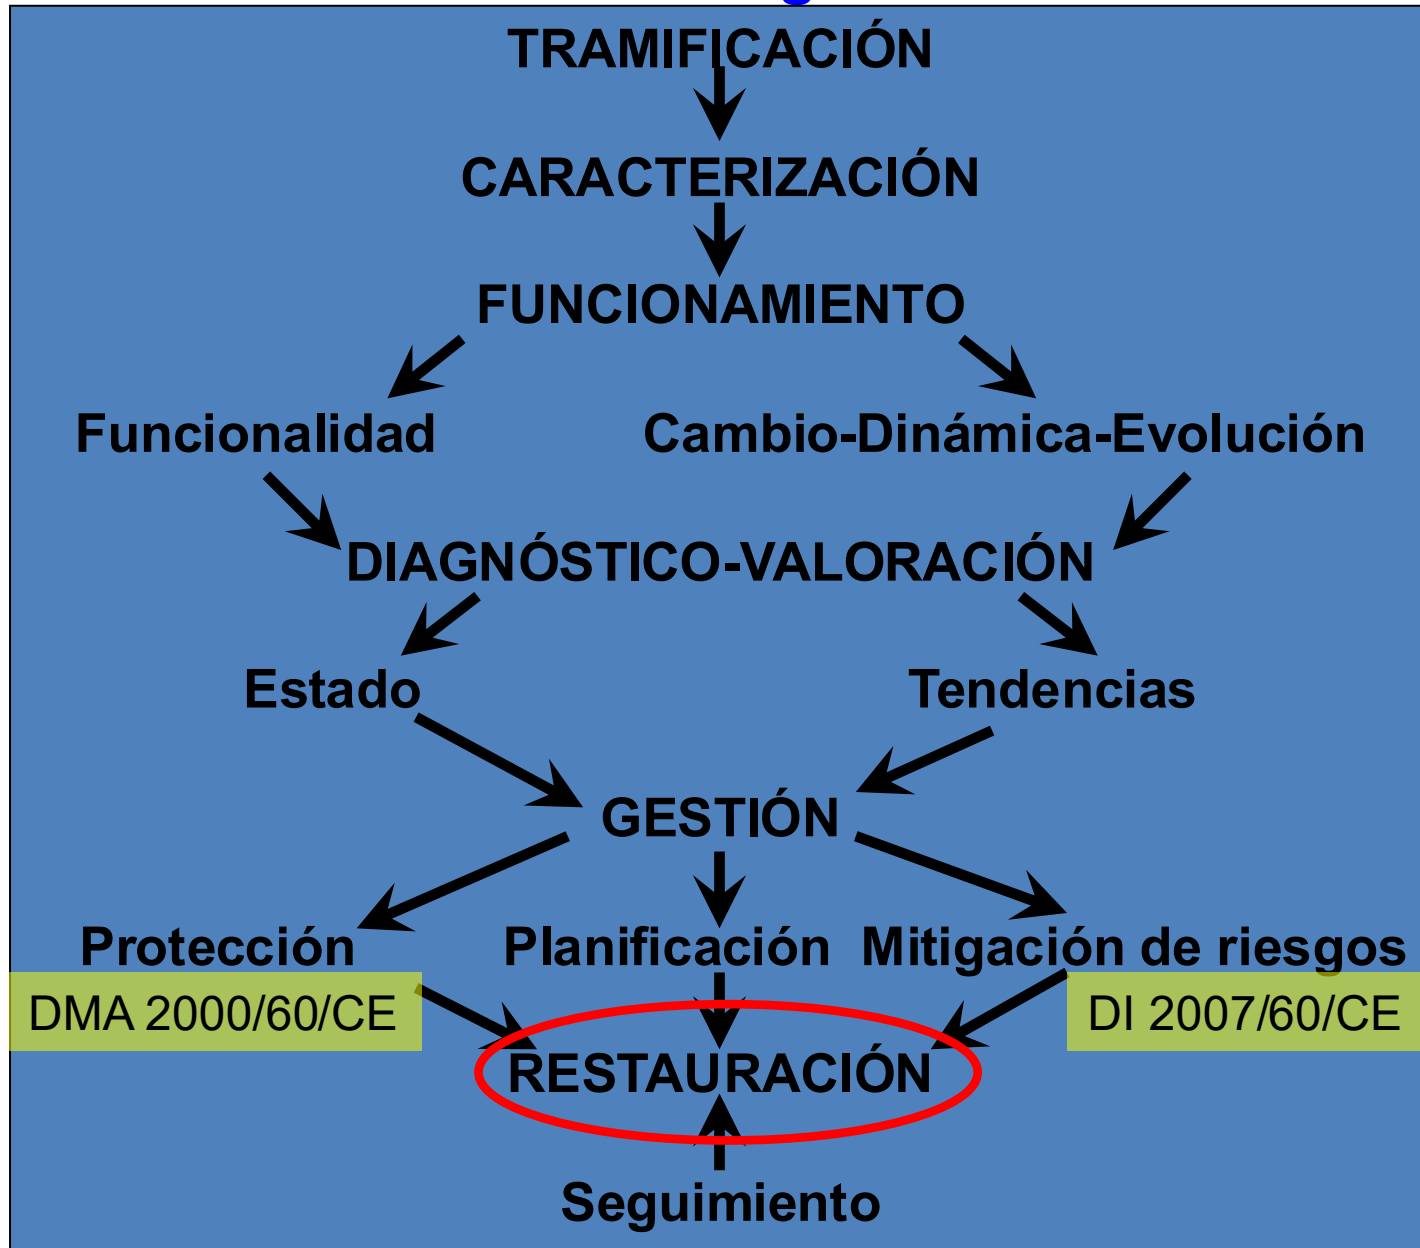 TRAMIFICACIÓN
CARACTERIZACIÓN
FUNCIONAMIENTO
Funcionalidad
Cambio-Dinámica-Evolución
DIAGNÓSTICO-VALORACIÓN
Estado
Tendencias
GESTIÓN
Protección
Planificación
Mitigación de riesgos
DMA 2000/60/CE
DI 2007/60/CE
RESTAURACIÓN
Seguimiento